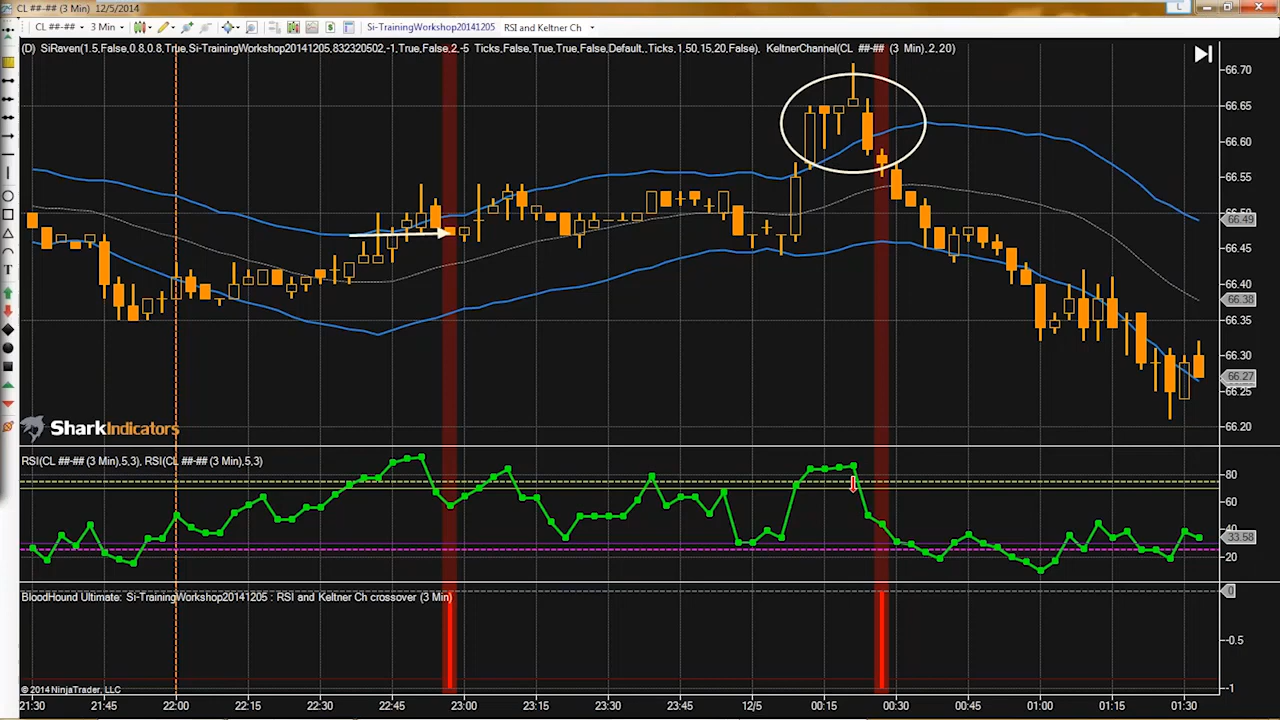 CL ##-## (3 Min) 12/5/2014
L
CL ##-## 3 Min Si-TrainingWorkshop20141205 RSI and Keltner Ch
(D) SiRaven(1.5,False,0.8,0.8,True,Si-TrainingWorkshop20141205,832320502,-1,True,False,2,-5 Ticks,False,True,True,False,Default,,Ticks,1,50,15,20,False), KeltnerChannel(CL ##-## (3 Min),2,20)
66.70
66.65
66.60
66.55
66.50
66.49
66.45
66.40
66.38
66.35
66.30
66.27
66.25
66.20
T
SharkIndicators
RSI(CL ##-## (3 Min),5,3), RSI(CL ##-## (3 Min),5,3)
80
60
40
33.58
20
BloodHound Ultimate: Si-TrainingWorkshop20141205 : RSI and Keltner Ch crossover (3 Min)
0
-0.5
-1
© 2014 NinjaTrader, LLC
21:30 21:45 22:00 22:15 22:30 22:45 23:00 23:15 23:30 23:45 12/5 00:15 00:30 00:45 01:00 01:15 01:30